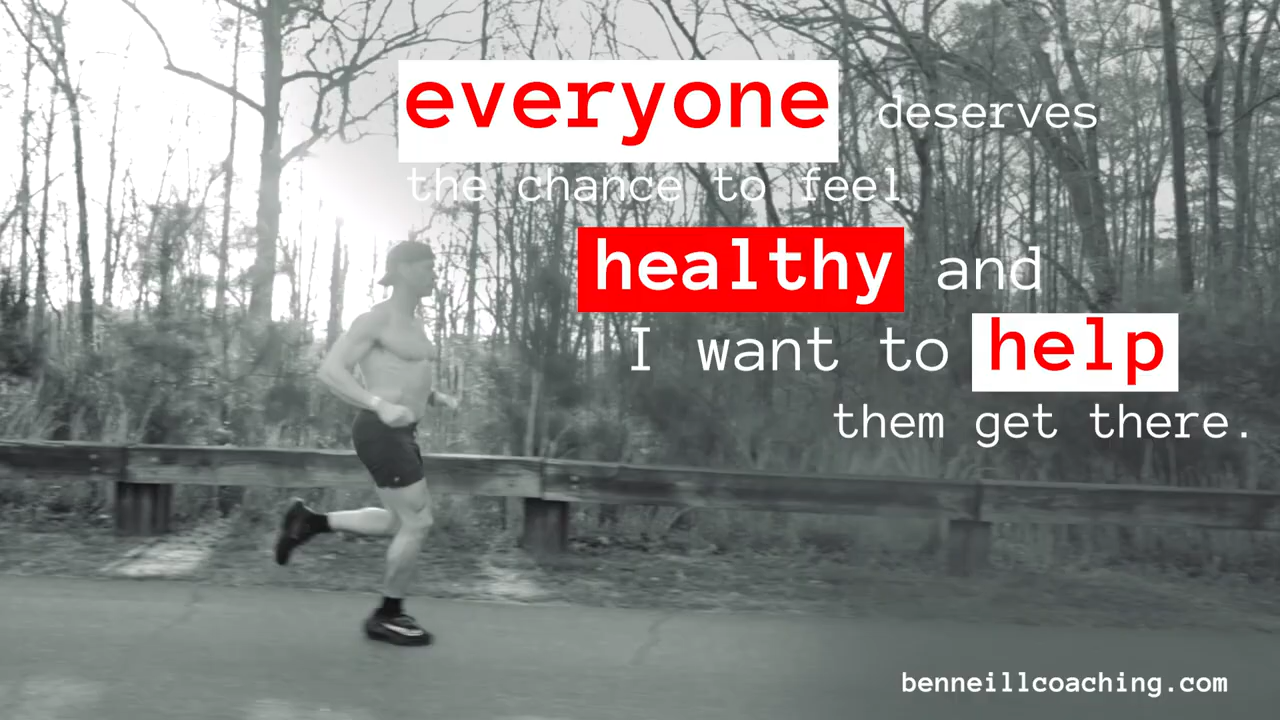 everyone deserves
the chance to feel
healthy and
I want to help
them get there.
benneillcoaching.com